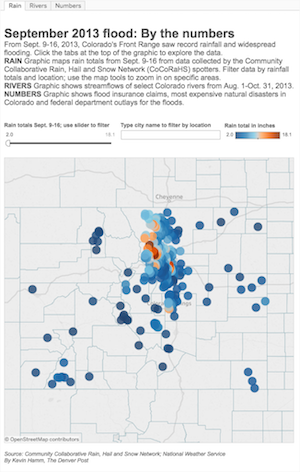 Rain Rivers Numbers
September 2013 flood: By the numbers
From Sept. 9-16, 2013, Colorado's Front Range saw record rainfall and widespread
flooding. Click the tabs at the top of the graphic to explore the data.
RAIN Graphic maps rain totals from Sept. 9-16 from data collected by the Community
Collaborative Rain, Hail and Snow Network (CoCoRaHS) spotters. Filter data by rainfall
totals and location; use the map tools to zoom in on specific areas.
RIVERS Graphic shows streamflows of select Colorado rivers from Aug. 1-Oct. 31, 2013.
NUMBERS Graphic shows flood insurance claims, most expensive natural disasters in
Colorado and federal department outlays for the floods.
Rain totals Sept. 9-16; use slider to filter
2.0 18.1
Type city name to filter by location
Rain total in inches
2.0 18.1
Cheyenne
© OpenStreetMap contributors
Source: Community Collaborative Rain, Hail and Snow Network; National Weather Service
By Kevin Hamm, The Denver Post